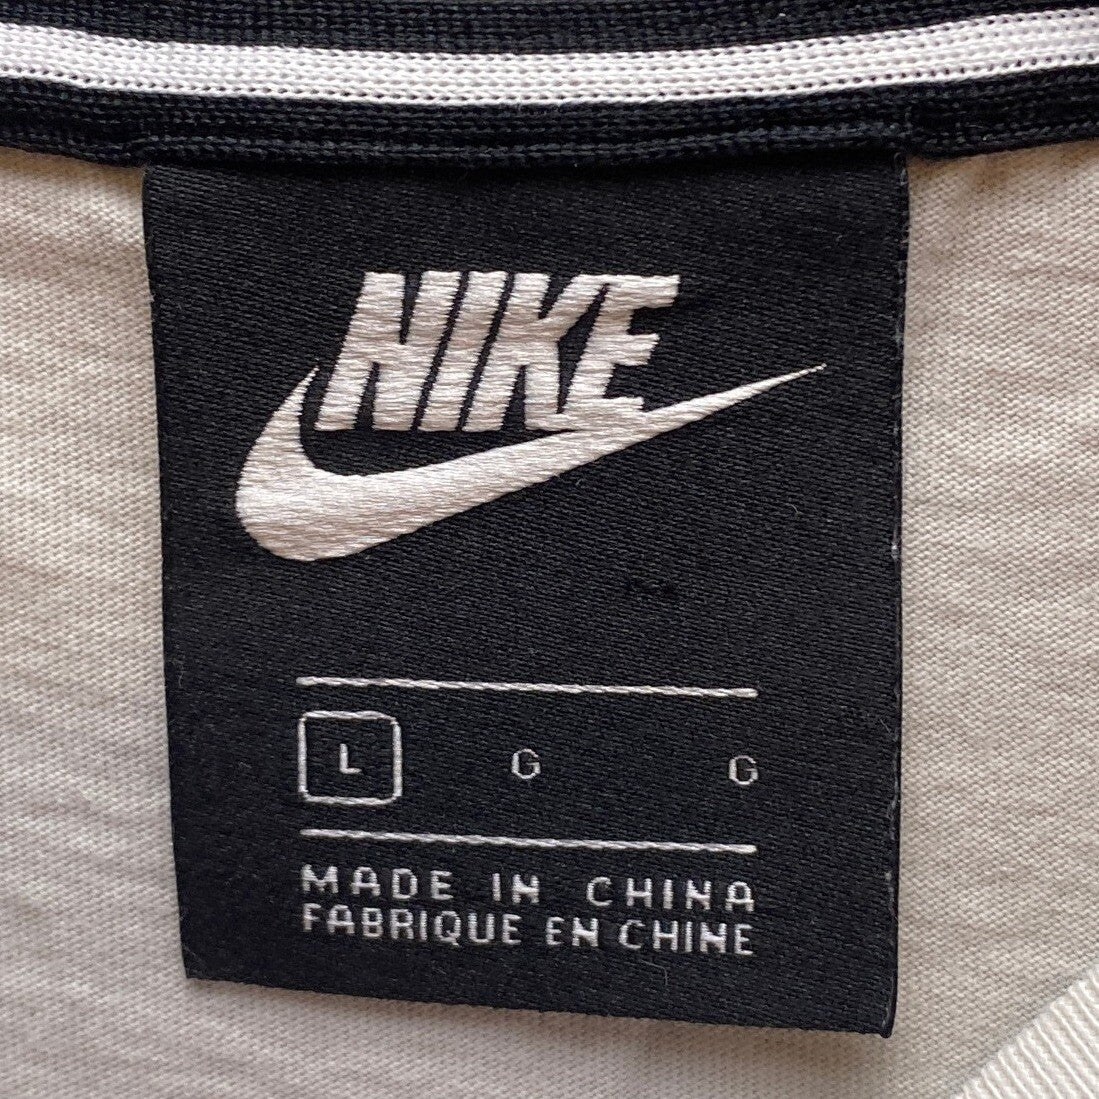 NIKE
L G G
MADE IN CHINA
FABRIQUE EN CHINE